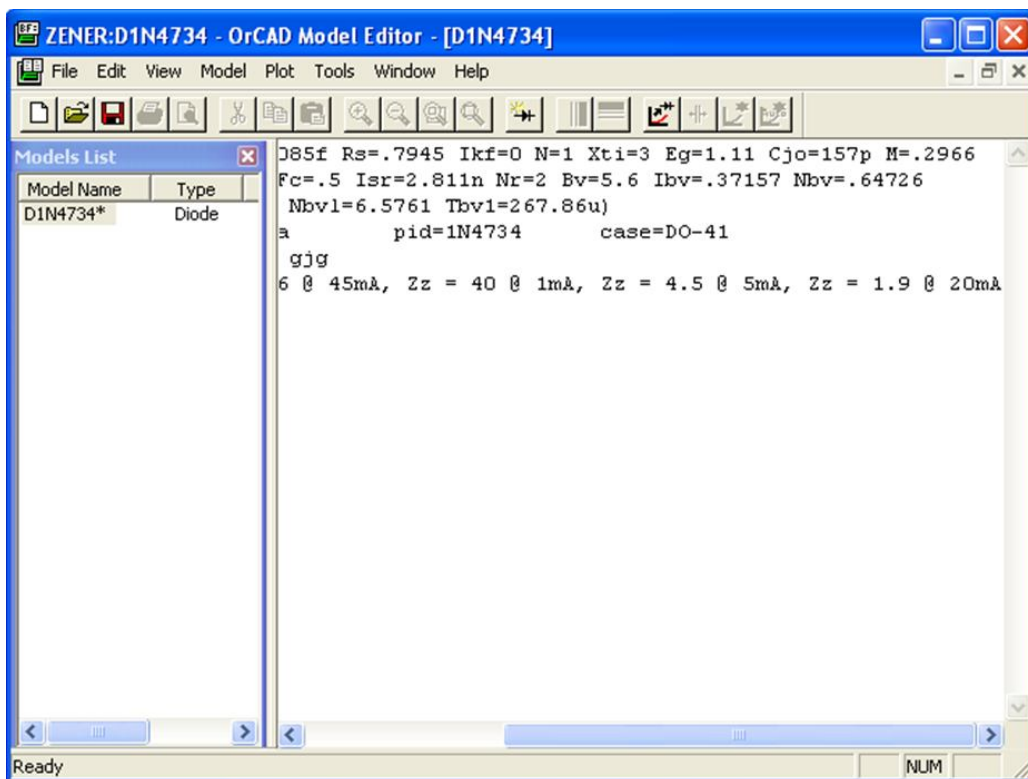 ZENER:D1N4734 - OrCAD Model Editor - [D1N4734]
File Edit View Model Plot Tools Window Help
Models List
Model Name Type
D1N4734* Diode
085f Rs=.7945 Ikf=0 N=1 Xti=3 Eg=1.11 Cjo=157p M=.2966
Fc=.5 Isr=2.811n Nr=2 Bv=5.6 Ibv=.37157 Nbv=.64726
Nbvl=6.5761 Tbv1=267.86u)
a pid=1N4734 case=DO-41
gjg
6 @ 45mA, Zz = 40 @ 1mA, Zz = 4.5 @ 5mA, Zz = 1.9 @ 20mA
Ready NUM